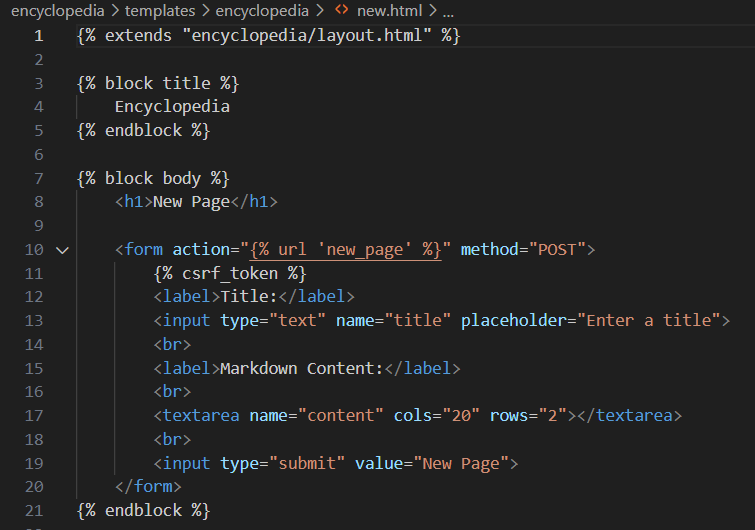 encyclopedia > templates > encyclopedia > <> new.html > ...
1 {% extends "encyclopedia/layout.html" %}
2
3 {% block title %}
4     Encyclopedia
5 {% endblock %}
6
7 {% block body %}
8     <h1>New Page</h1>
9
10     <form action="{% url 'new_page' %}" method="POST">
11         {% csrf_token %}
12         <label>Title:</label>
13         <input type="text" name="title" placeholder="Enter a title">
14         <br>
15         <label>Markdown Content:</label>
16         <br>
17         <textarea name="content" cols="20" rows="2"></textarea>
18         <br>
19         <input type="submit" value="New Page">
20     </form>
21 {% endblock %}